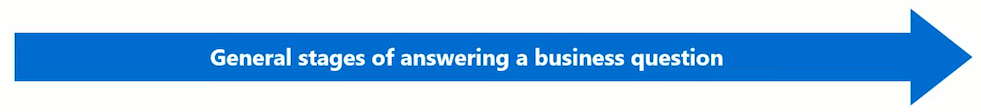 General stages of answering a business question